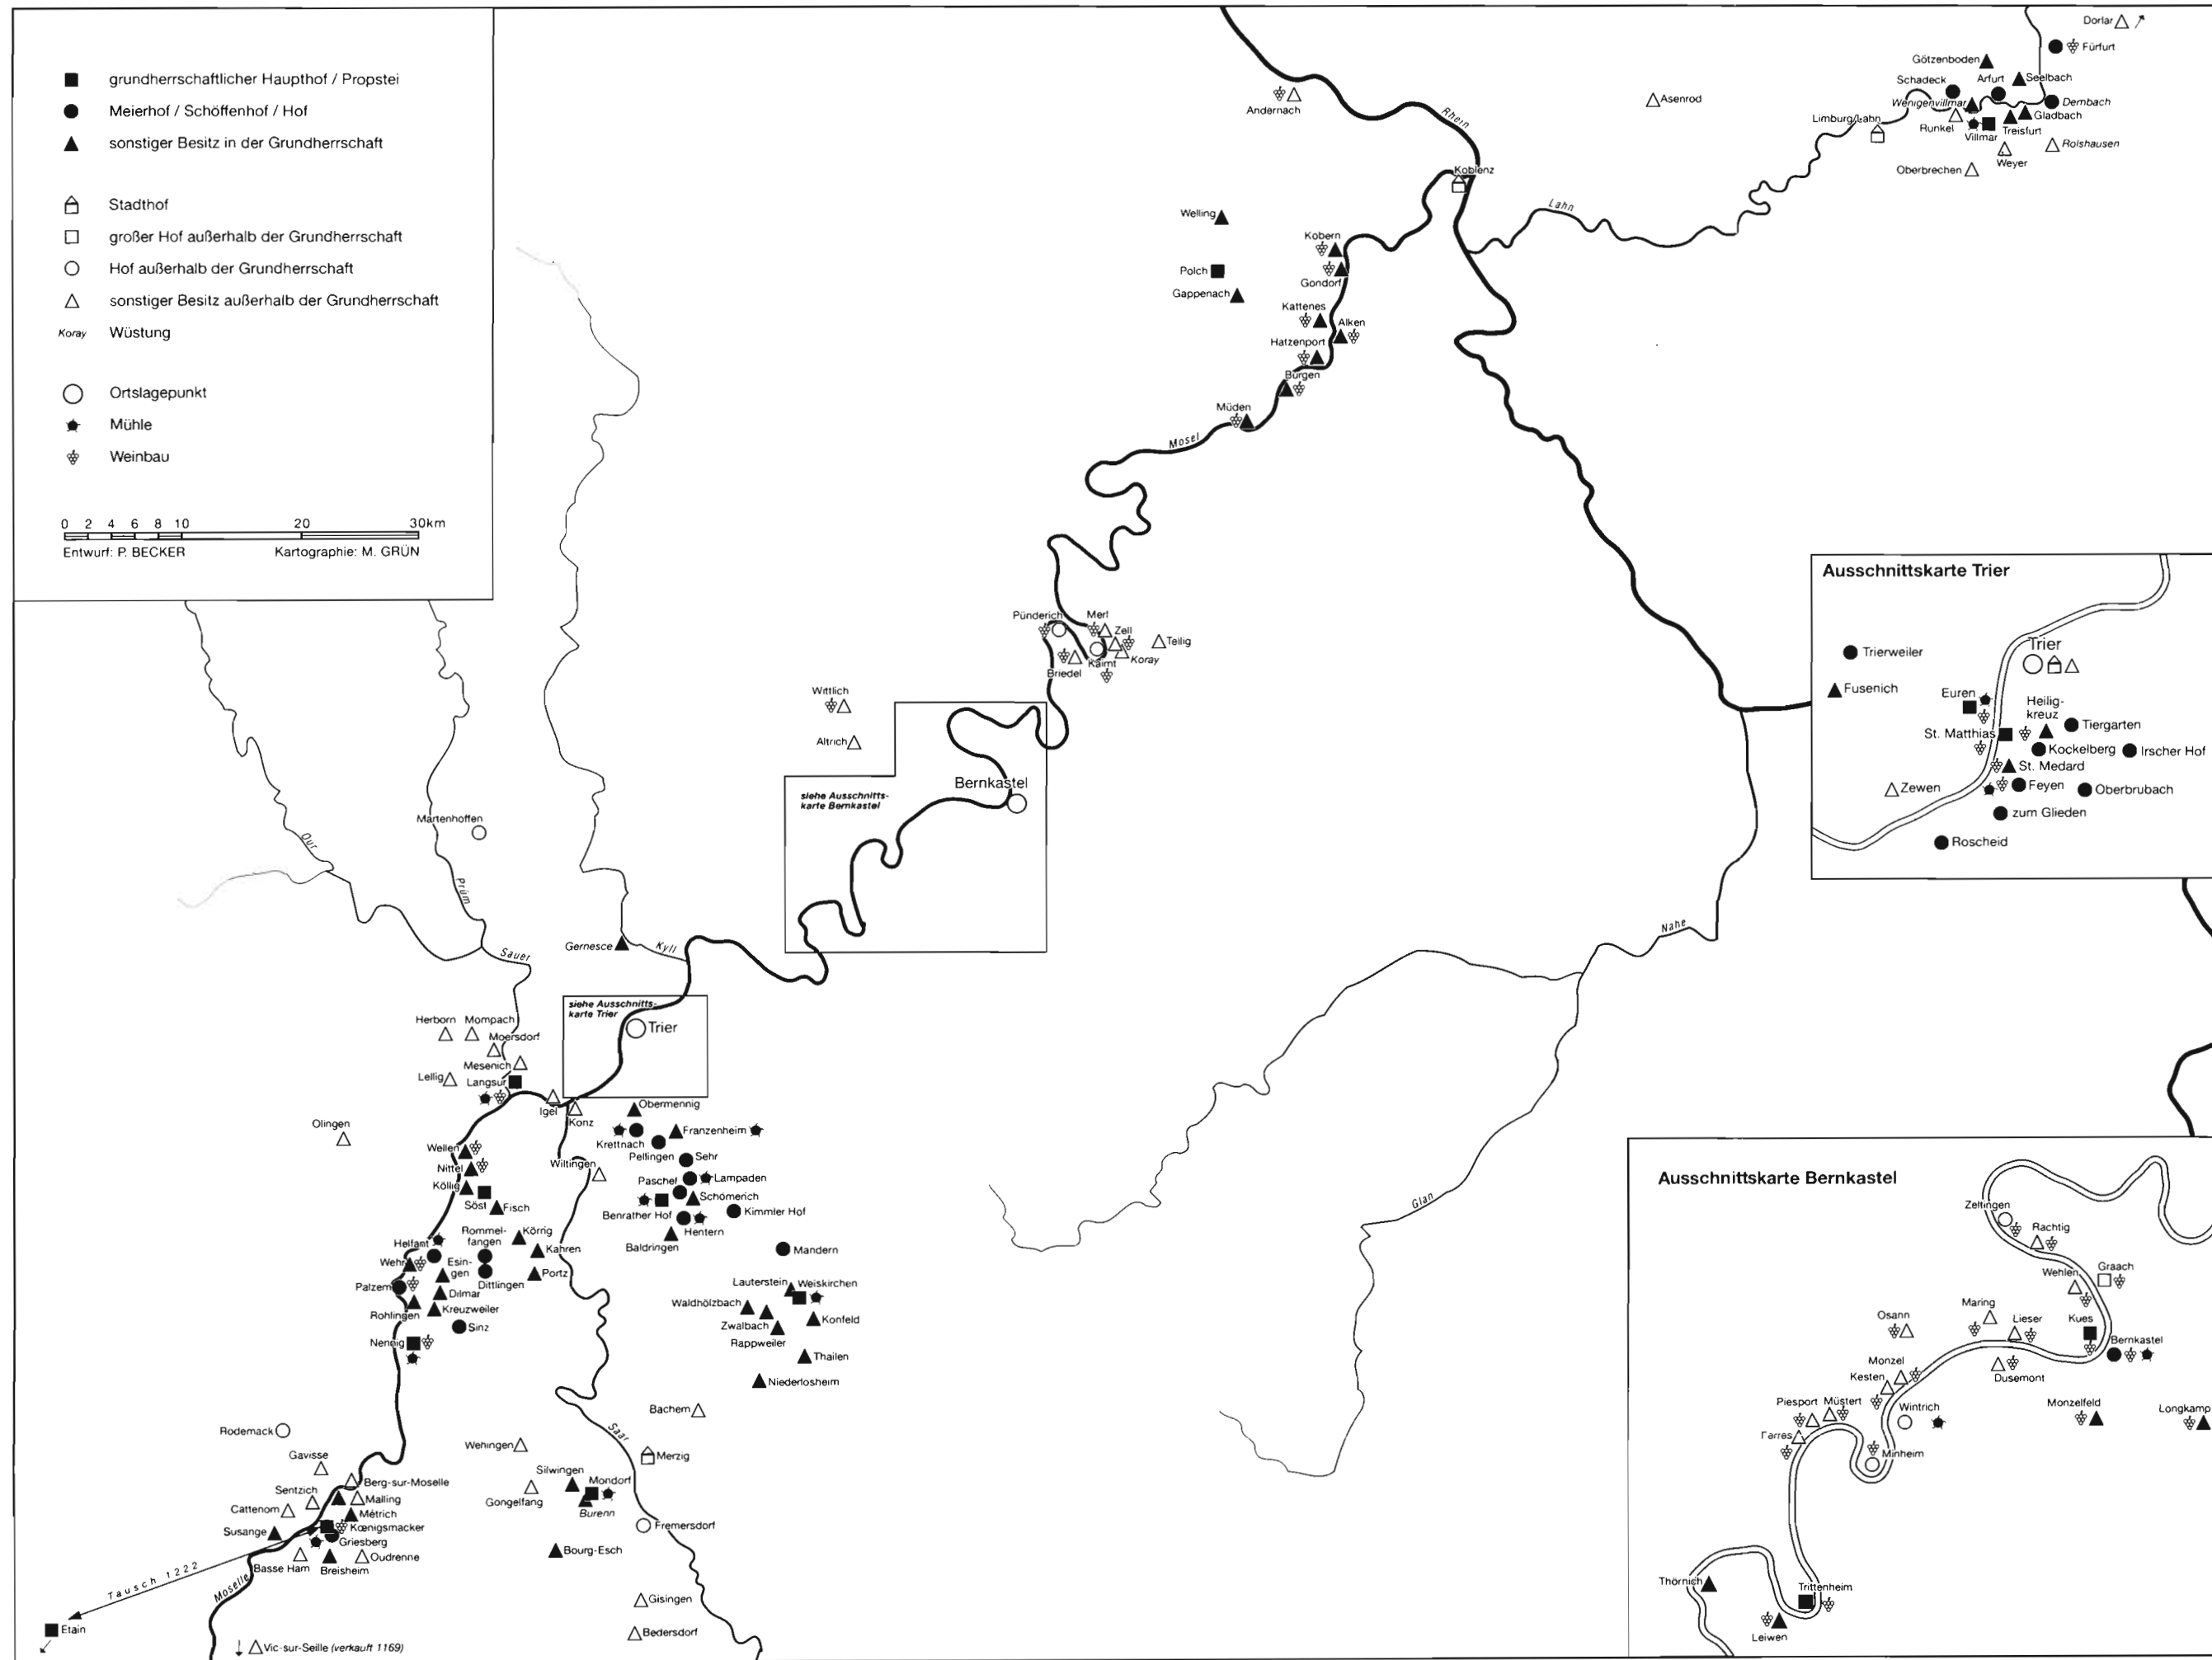 grundherrschaftlicher Haupthof / Propstei
Meierhof / Schöffenhof / Hof
sonstiger Besitz in der Grundherrschaft
Stadthof
großer Hof außerhalb der Grundherrschaft
Hof außerhalb der Grundherrschaft
sonstiger Besitz außerhalb der Grundherrschaft
Koray Wüstung
Ortslagepunkt
Mühle
Weinbau
0 2 4 6 8 10 20 30km
Entwurf: P. BECKER Kartographie: M. GRÜN
Dorlar
Fürfurt
Götzenboden
Schadeck
Arfurt
Seelbach
Wenigenvillmar
Dernbach
Gladbach
Limburg/Lahn
Runkel
Villmar
Treisfurt
Rolshausen
Weyer
Oberbrechen
Asenrod
Andernach
Rhein
Koblenz
Lahn
Welling
Kobern
Polch
Gondorf
Gappenach
Kattenes
Alken
Hatzenport
Burgen
Müden
Mosel
Pünderich
Merl
Zell
Teilig
Koray
Kaimt
Briedel
Wittlich
Altrich
Bernkastel
siehe Ausschnitts-
karte Bernkastel
Martenhoffen
Our
Prüm
Sauer
Gernesce
Kyll
Nahe
Glan
siehe Ausschnitts-
karte Trier
Trier
Herborn
Mompach
Moersdorf
Mesenich
Lellig
Langsur
Igel
Konz
Olingen
Obermennig
Krettnach
Franzenheim
Pellingen
Sehr
Wellen
Nittel
Köllig
Söst
Fisch
Wiltingen
Paschel
Lampaden
Schömerich
Benrather Hof
Kimmler Hof
Hentern
Baldringen
Mandern
Rommel-
fangen
Körrig
Kahren
Helfant
Wehr
Esin-
gen
Portz
Dittlingen
Palzem
Dilmar
Rohlingen
Kreuzweiler
Sinz
Nennig
Lauterstein
Weiskirchen
Waldhölzbach
Zwalbach
Konfeld
Rappweiler
Thailen
Niederlosheim
Bachem
Saar
Rodemack
Wehingen
Merzig
Gavisse
Silwingen
Mondorf
Berg-sur-Moselle
Sentzich
Malling
Gongelfang
Burenn
Cattenom
Métrich
Susange
Kœnigsmacker
Griesberg
Fremersdorf
Basse Ham
Breisheim
Oudrenne
Bourg-Esch
Tausch 1222
Moselle
Gisingen
Etain
Bedersdorf
Vic-sur-Seille (verkauft 1169)
Ausschnittskarte Trier
Trierweiler
Trier
Fusenich
Euren
Heilig-
kreuz
Tiergarten
St. Matthias
Kockelberg
Irscher Hof
St. Medard
Zewen
Feyen
Oberbrubach
zum Glieden
Roscheid
Ausschnittskarte Bernkastel
Zeltingen
Rachtig
Wehlen
Graach
Maring
Osann
Lieser
Kues
Bernkastel
Monzel
Kesten
Dusemont
Piesport
Müstert
Wintrich
Monzelfeld
Longkamp
Ferres
Minheim
Thörnich
Trittenheim
Leiwen